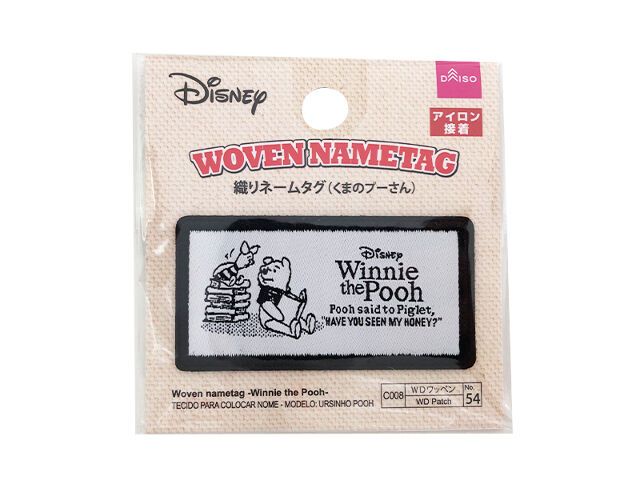 Disney
DAISO
アイロン
接着
WOVEN NAMETAG
織りネームタグ(くまのプーさん)
Disney
Winnie
the Pooh
Pooh said to Piglet,
"HAVE YOU SEEN MY HONEY?"
Woven nametag -Winnie the Pooh-
TECIDO PARA COLOCAR NOME - MODELO: URSINHO POOH
C008
WDワッペン
WD Patch
No.
54